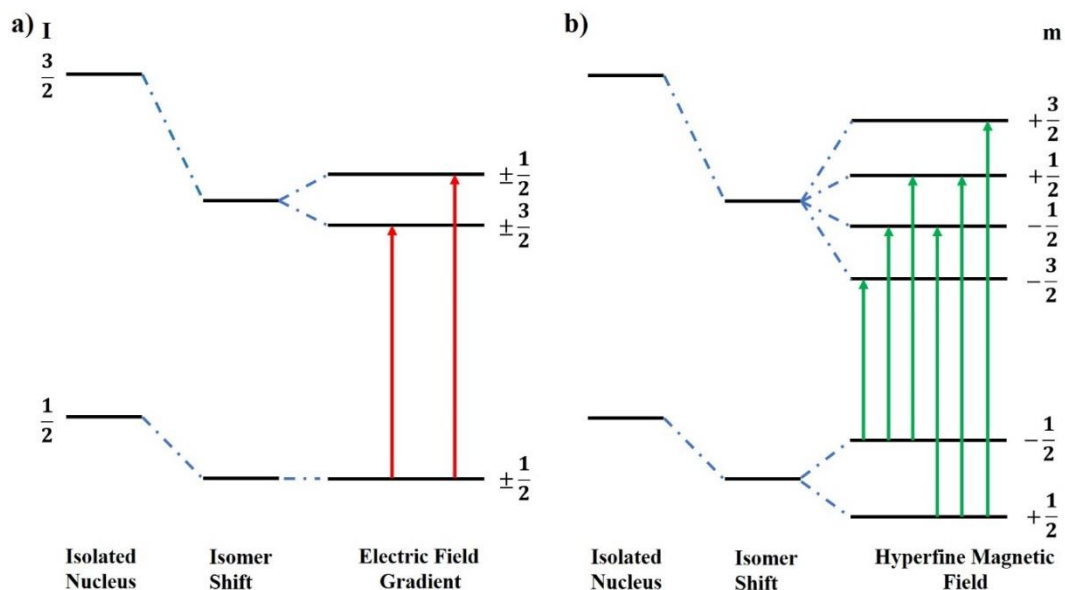 a)
I
3/2
1/2
±1/2
±3/2
±1/2
Isolated
Nucleus
Isomer
Shift
Electric Field
Gradient
b)
m
+3/2
+1/2
−1/2
−3/2
−1/2
+1/2
Isolated
Nucleus
Isomer
Shift
Hyperfine Magnetic
Field